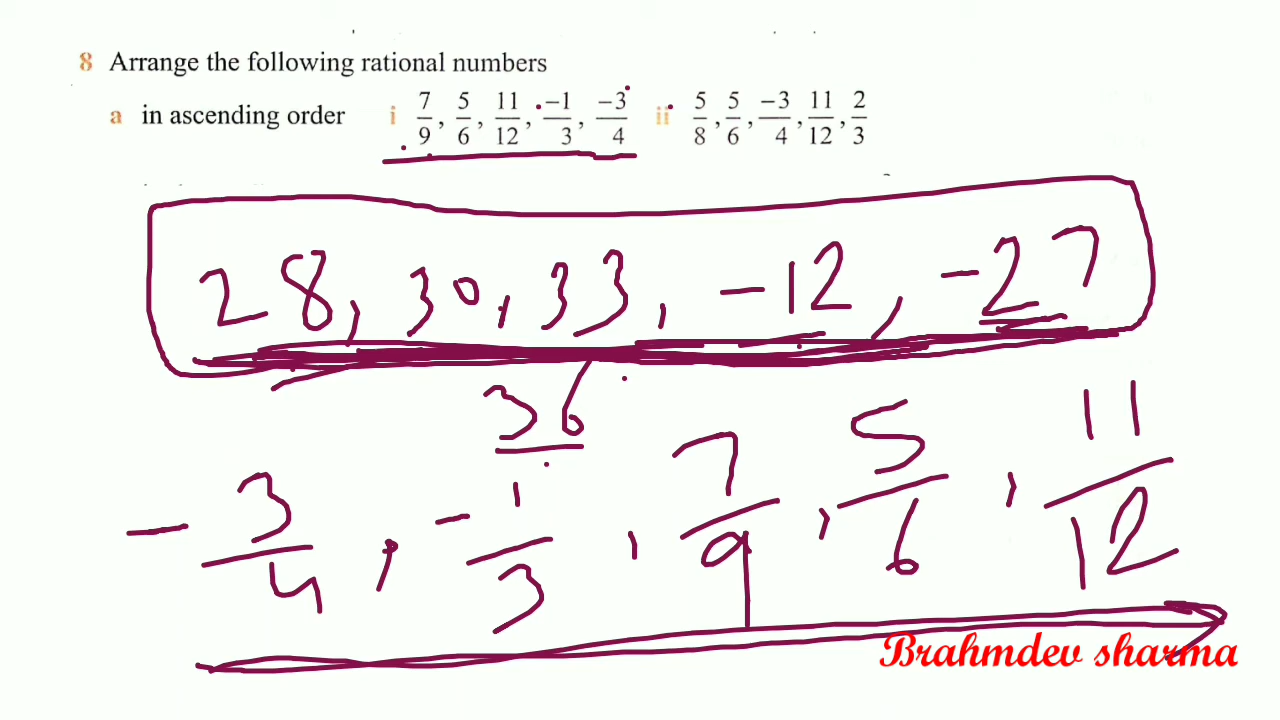 8 Arrange the following rational numbers
a in ascending order i 7/9, 5/6, 11/12, -1/3, -3/4 ii 5/8, 5/6, -3/4, 11/12, 2/3
28, 30, 33, -12, -27
36
-3/4, -1/3, 7/9, 5/6, 11/12
Brahmdev sharma